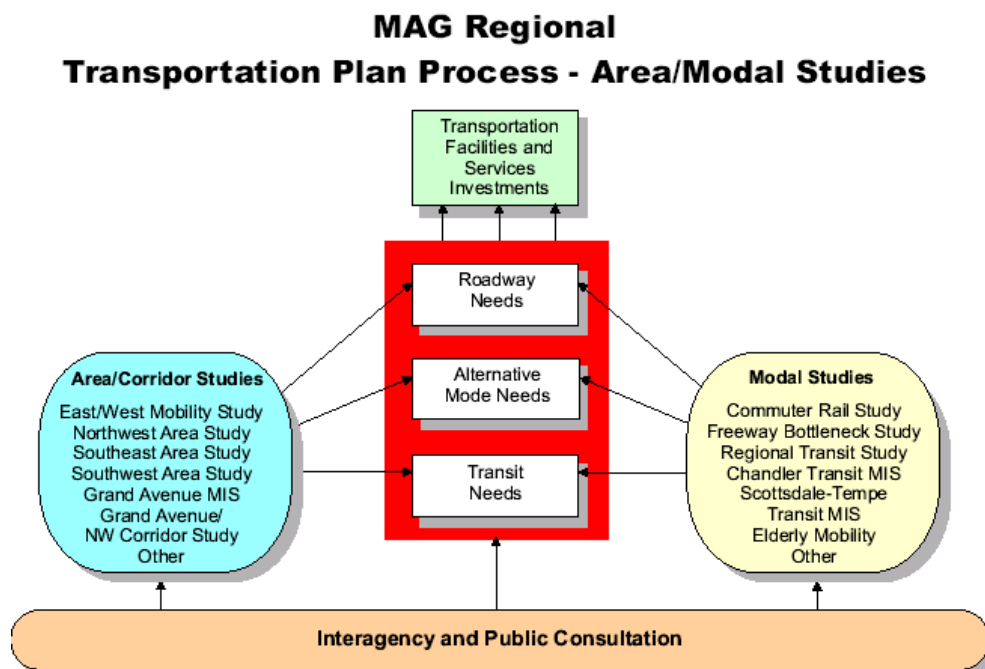 MAG Regional
Transportation Plan Process - Area/Modal Studies
Transportation
Facilities and
Services
Investments
Roadway
Needs
Alternative
Mode Needs
Transit
Needs
Area/Corridor Studies
East/West Mobility Study
Northwest Area Study
Southeast Area Study
Southwest Area Study
Grand Avenue MIS
Grand Avenue/
NW Corridor Study
Other
Modal Studies
Commuter Rail Study
Freeway Bottleneck Study
Regional Transit Study
Chandler Transit MIS
Scottsdale-Tempe
Transit MIS
Elderly Mobility
Other
Interagency and Public Consultation